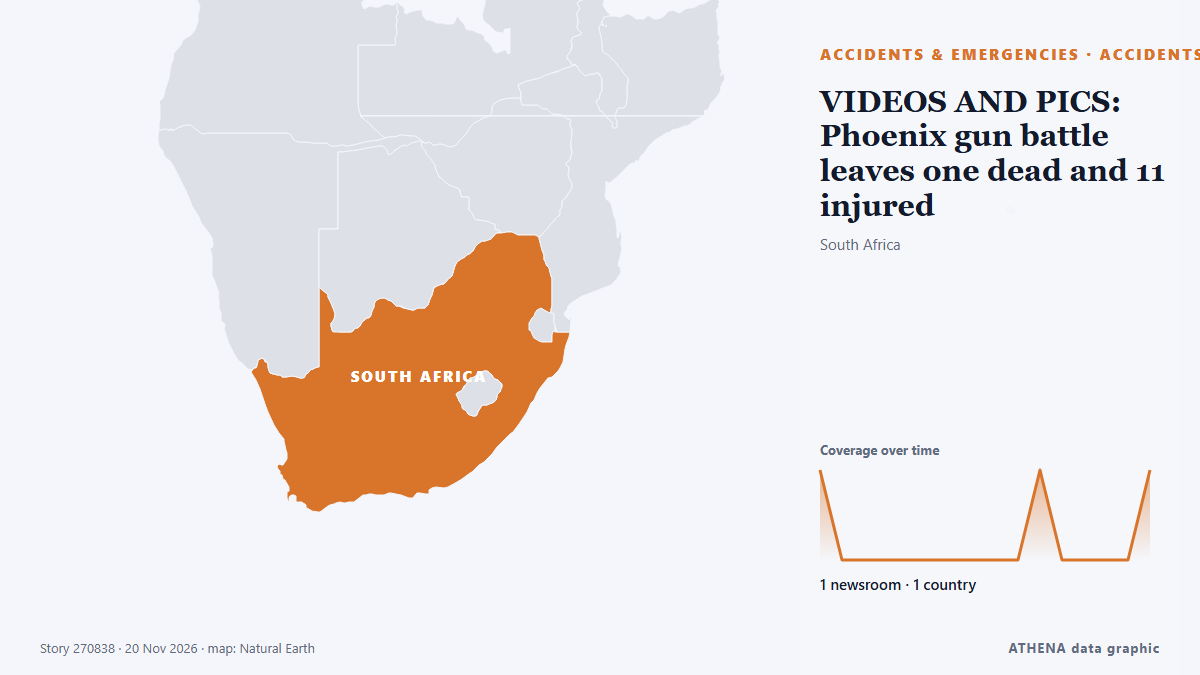 ACCIDENTS & EMERGENCIES · ACCIDENTS
VIDEOS AND PICS:
Phoenix gun battle
leaves one dead and 11
injured
South Africa
SOUTH AFRICA
Coverage over time
1 newsroom · 1 country
Story 270838 · 20 Nov 2026 · map: Natural Earth
ATHENA data graphic